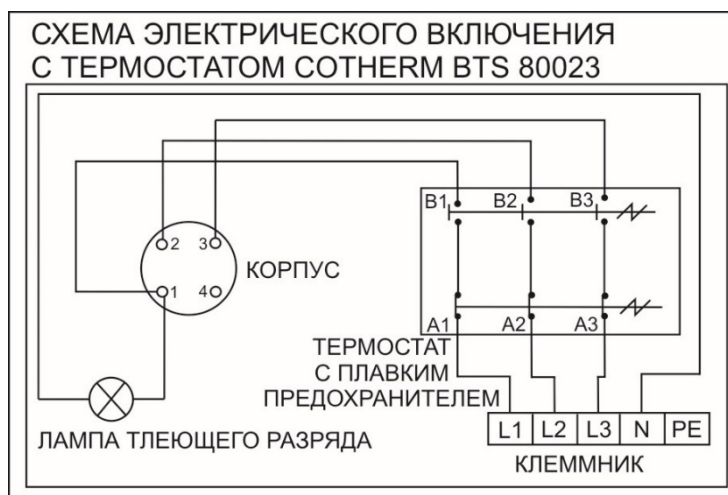 СХЕМА ЭЛЕКТРИЧЕСКОГО ВКЛЮЧЕНИЯ
С ТЕРМОСТАТОМ COTHERM BTS 80023
B1 B2 B3
2 3
КОРПУС
1 4
A1 A2 A3
ТЕРМОСТАТ
С ПЛАВКИМ
ПРЕДОХРАНИТЕЛЕМ
L1 L2 L3 N PE
ЛАМПА ТЛЕЮЩЕГО РАЗРЯДА
КЛЕММНИК